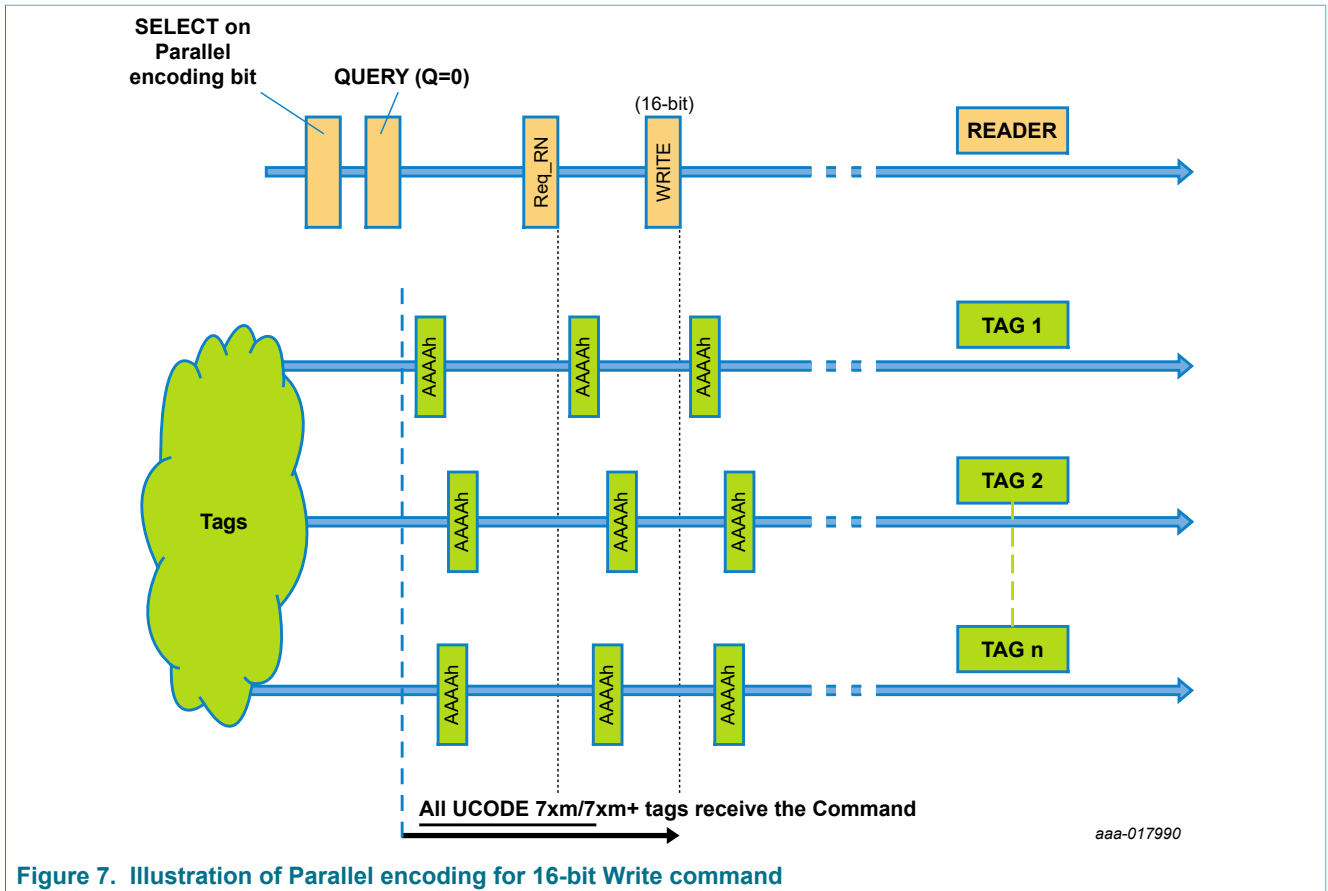 SELECT on
Parallel
encoding bit
QUERY (Q=0)
(16-bit)
Req_RN
WRITE
READER
AAAAh
AAAAh
AAAAh
TAG 1
Tags
AAAAh
AAAAh
AAAAh
TAG 2
AAAAh
AAAAh
AAAAh
TAG n
All UCODE 7xm/7xm+ tags receive the Command
aaa-017990
Figure 7. Illustration of Parallel encoding for 16-bit Write command